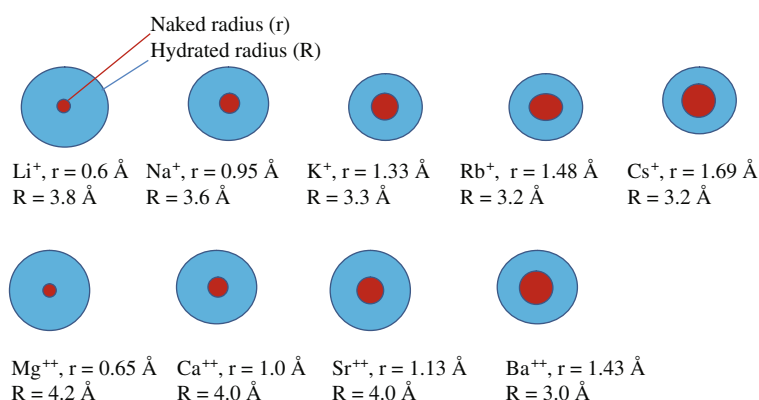 Naked radius (r)
Hydrated radius (R)
Li⁺, r = 0.6 Å
R = 3.8 Å
Na⁺, r = 0.95 Å
R = 3.6 Å
K⁺, r = 1.33 Å
R = 3.3 Å
Rb⁺, r = 1.48 Å
R = 3.2 Å
Cs⁺, r = 1.69 Å
R = 3.2 Å
Mg⁺⁺, r = 0.65 Å
R = 4.2 Å
Ca⁺⁺, r = 1.0 Å
R = 4.0 Å
Sr⁺⁺, r = 1.13 Å
R = 4.0 Å
Ba⁺⁺, r = 1.43 Å
R = 3.0 Å